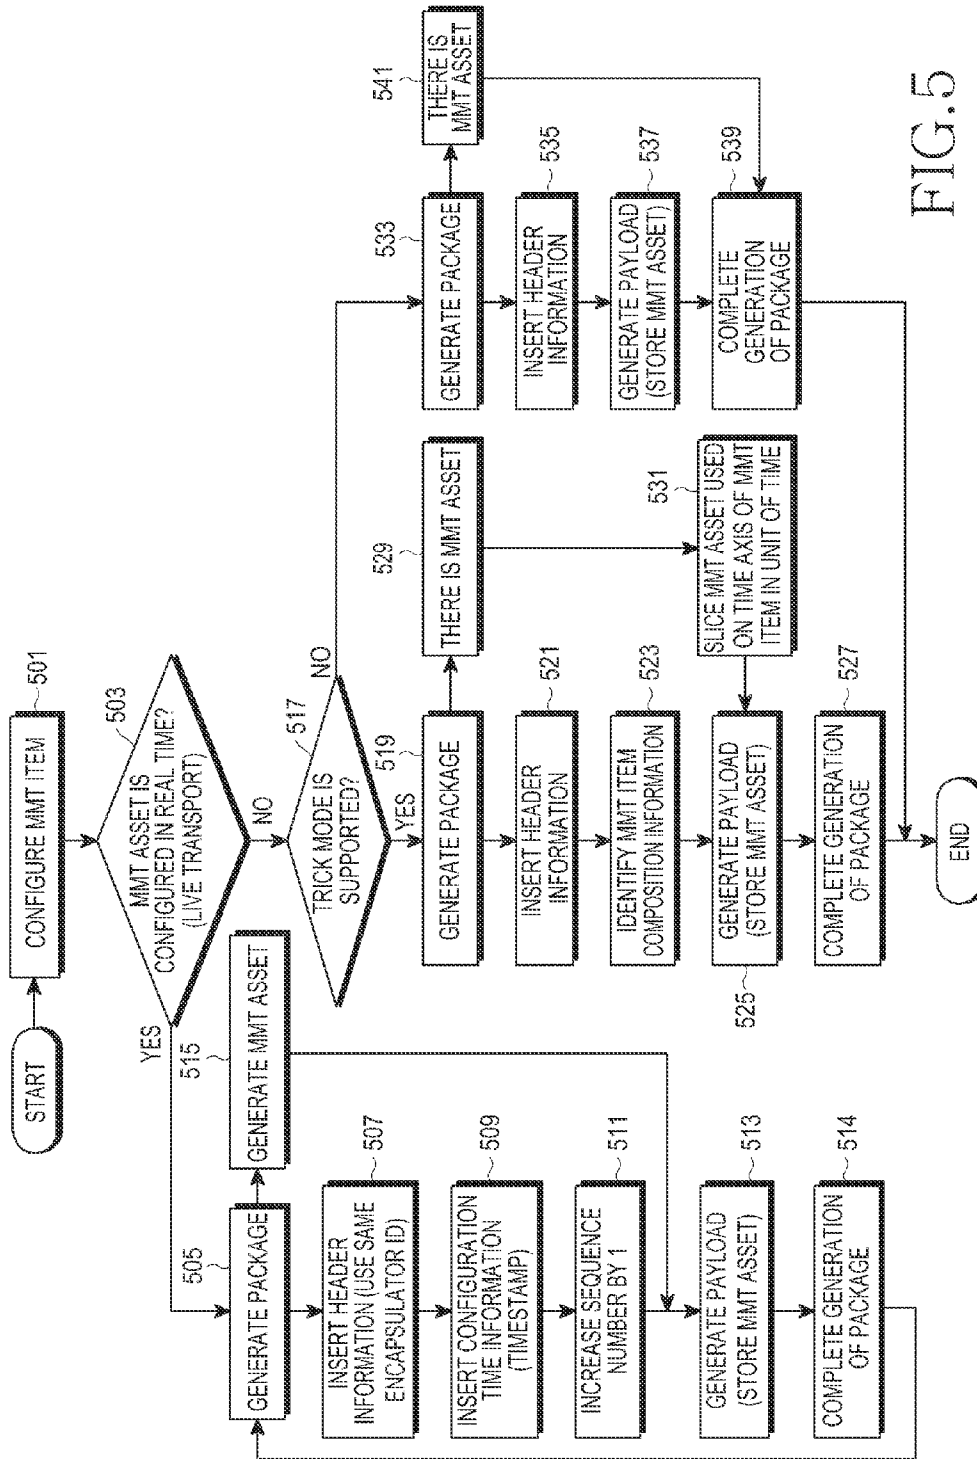 START
CONFIGURE MMT ITEM
501
MMT ASSET IS
CONFIGURED IN REAL TIME?
(LIVE TRANSPORT)
503
YES
NO
505
GENERATE PACKAGE
515
GENERATE MMT ASSET
INSERT HEADER
INFORMATION (USE SAME
ENCAPSULATOR ID)
507
INSERT CONFIGURATION
TIME INFORMATION
(TIMESTAMP)
509
INCREASE SEQUENCE
NUMBER BY 1
511
GENERATE PAYLOAD
(STORE MMT ASSET)
513
COMPLETE GENERATION
OF PACKAGE
514
TRICK MODE IS
SUPPORTED?
517
NO
YES
519
GENERATE PACKAGE
529
THERE IS MMT ASSET
INSERT HEADER
INFORMATION
521
IDENTIFY MMT ITEM
COMPOSITION INFORMATION
523
GENERATE PAYLOAD
(STORE MMT ASSET)
525
SLICE MMT ASSET USED
ON TIME AXIS OF MMT
ITEM IN UNIT OF TIME
531
COMPLETE GENERATION
OF PACKAGE
527
533
GENERATE PACKAGE
541
THERE IS
MMT ASSET
INSERT HEADER
INFORMATION
535
GENERATE PAYLOAD
(STORE MMT ASSET)
537
COMPLETE
GENERATION
OF PACKAGE
539
END
FIG.5